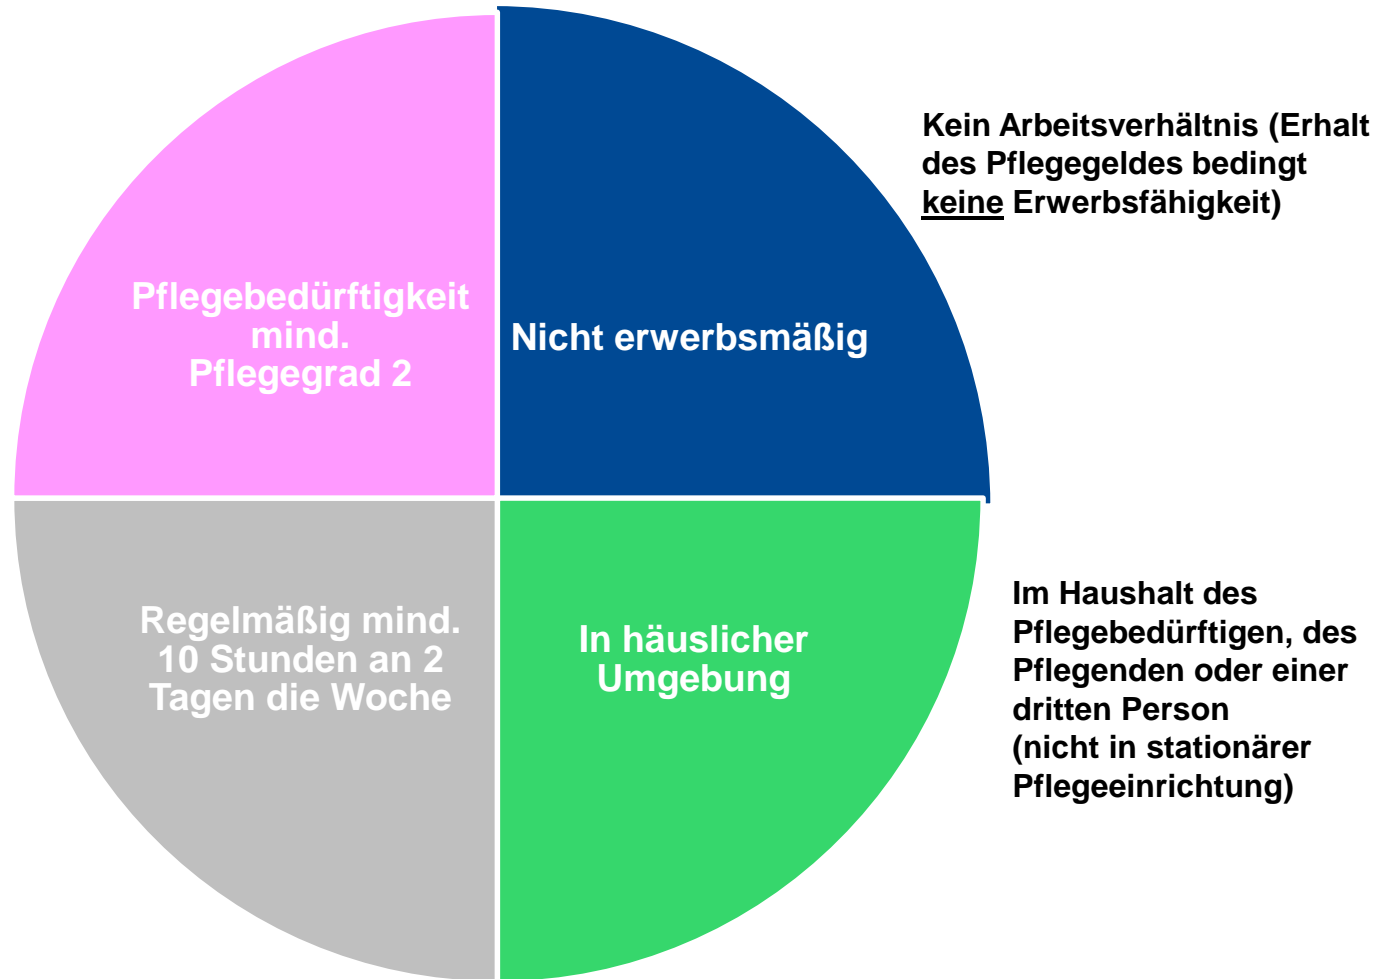 Pflegebedürftigkeit
mind.
Pflegegrad 2
Nicht erwerbsmäßig
Kein Arbeitsverhältnis (Erhalt
des Pflegegeldes bedingt
keine Erwerbsfähigkeit)
Regelmäßig mind.
10 Stunden an 2
Tagen die Woche
In häuslicher
Umgebung
Im Haushalt des
Pflegebedürftigen, des
Pflegenden oder einer
dritten Person
(nicht in stationärer
Pflegeeinrichtung)